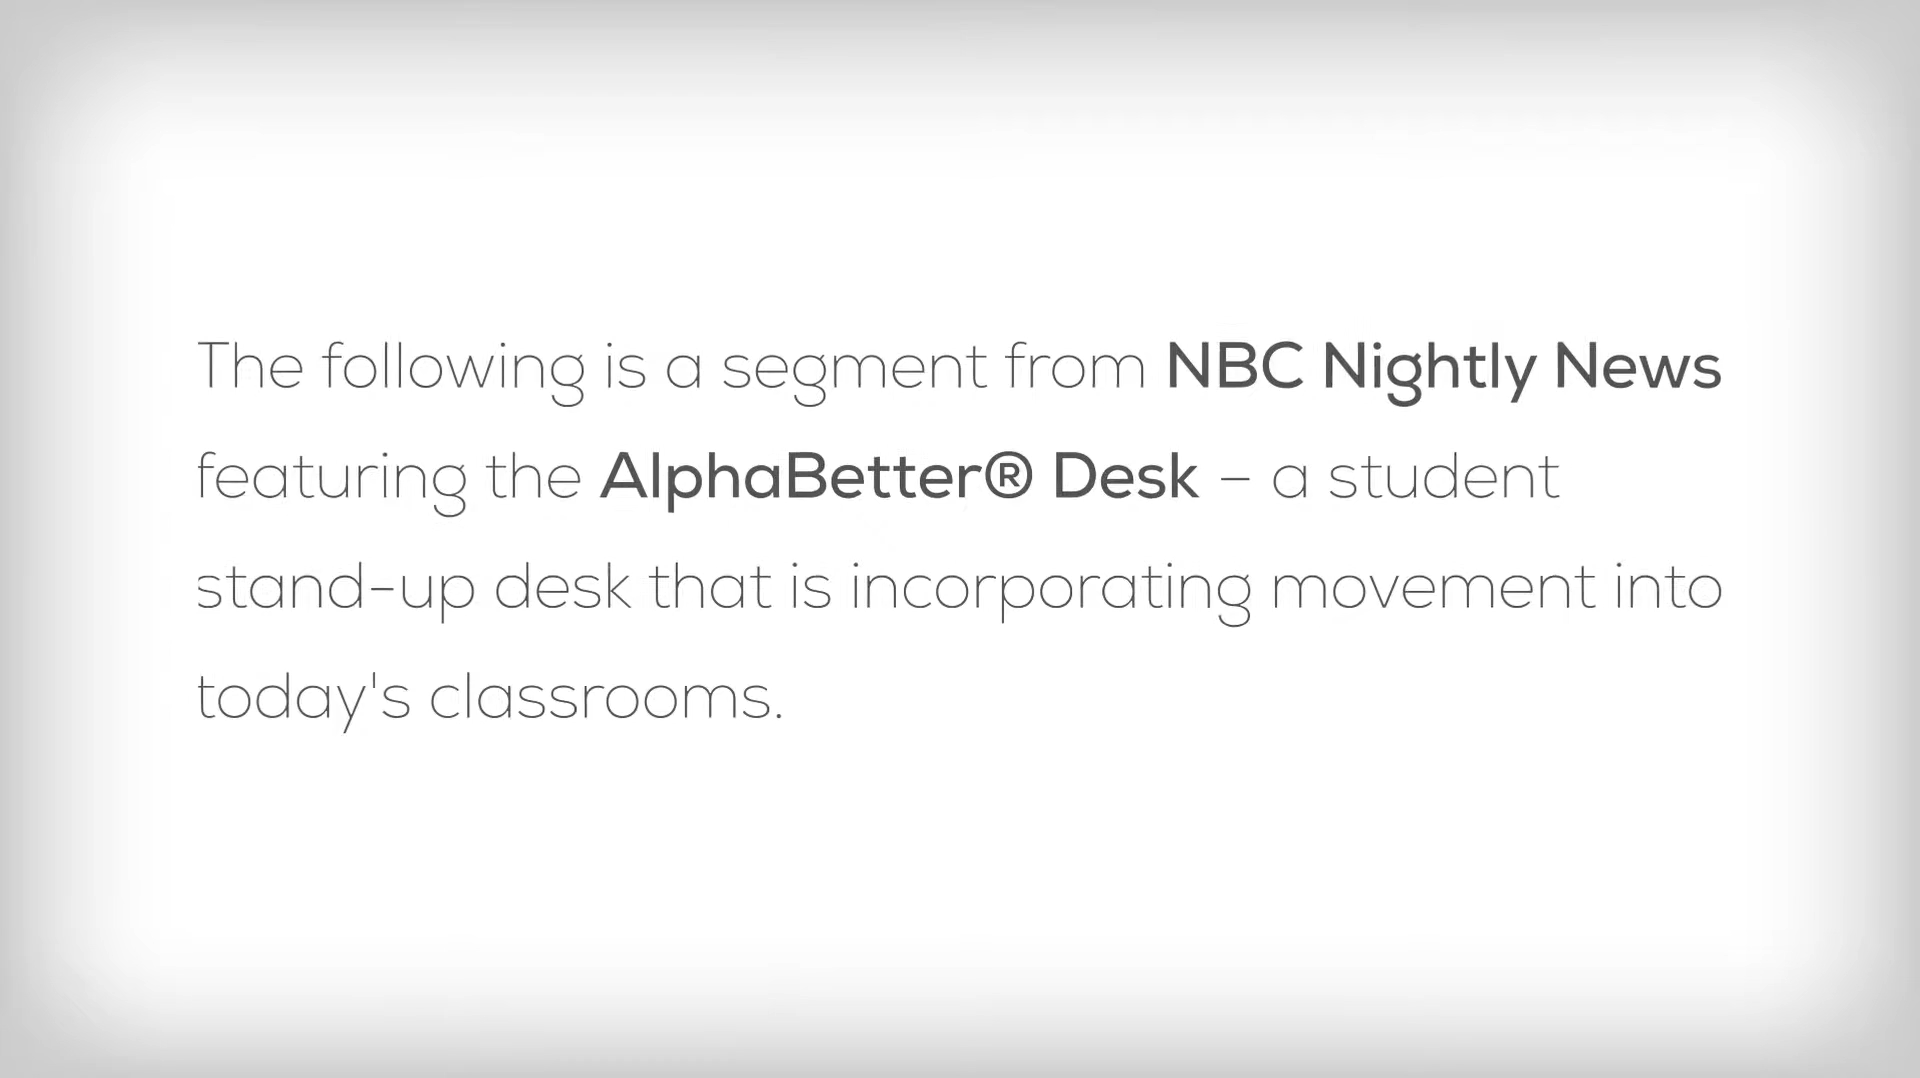 The following is a segment from NBC Nightly News
featuring the AlphaBetter® Desk – a student
stand-up desk that is incorporating movement into
today's classrooms.